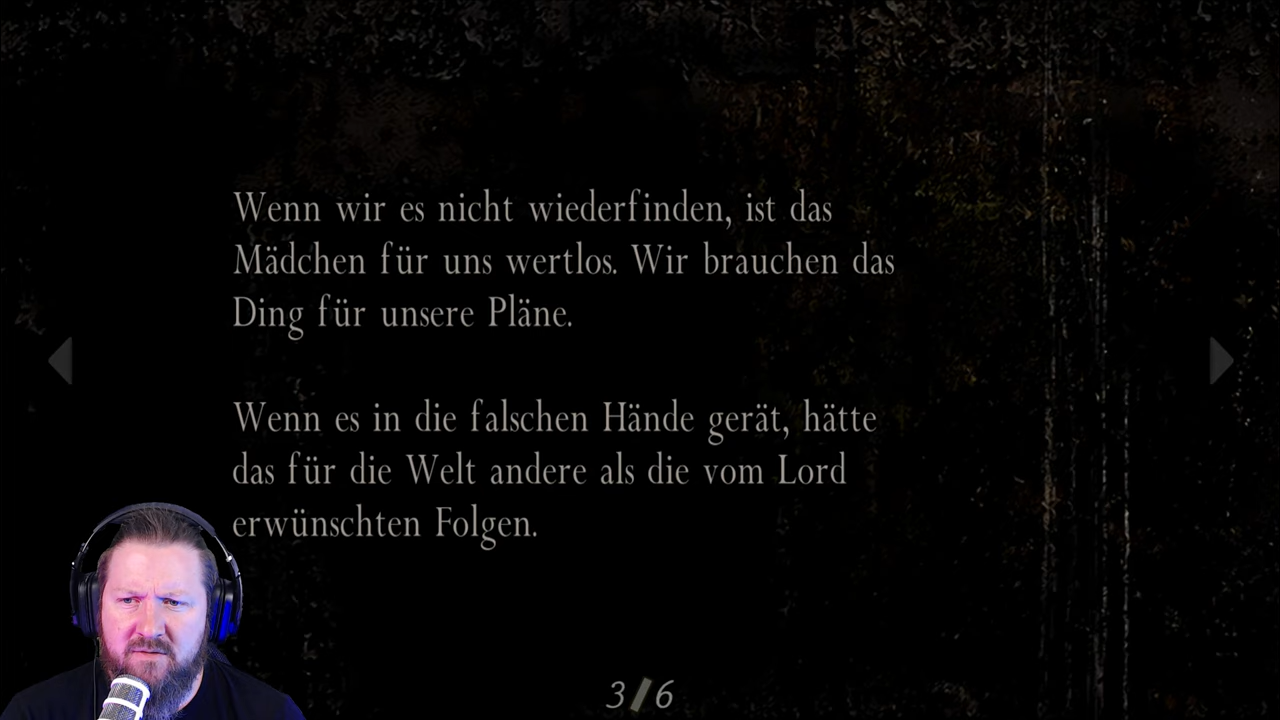 Wenn wir es nicht wiederfinden, ist das
Mädchen für uns wertlos. Wir brauchen das
Ding für unsere Pläne.
Wenn es in die falschen Hände gerät, hätte
das für die Welt andere als die vom Lord
erwünschten Folgen.
3/6